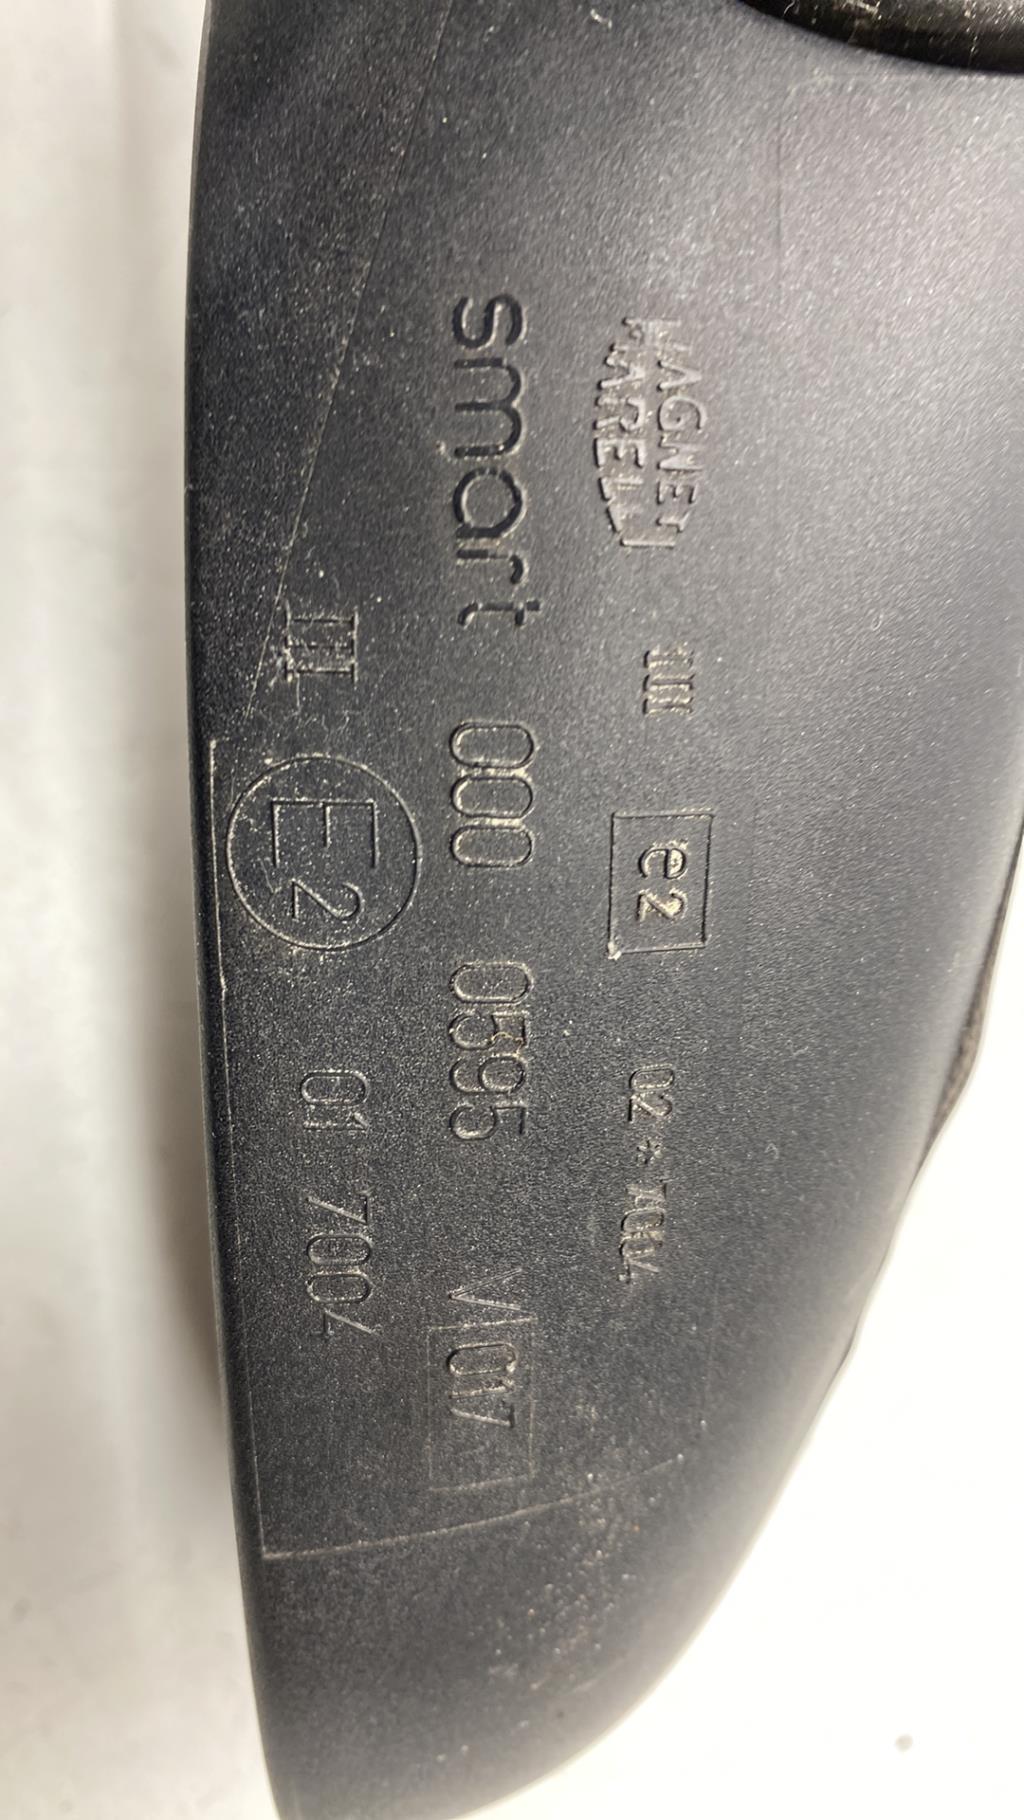 MAGNETI
MARELLI III e2 02*7004
smart 000 0595 V017
III E2 01 7004